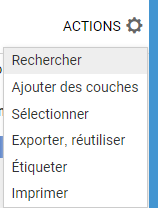 ACTIONS
Rechercher
Ajouter des couches
Sélectionner
Exporter, réutiliser
Étiqueter
Imprimer